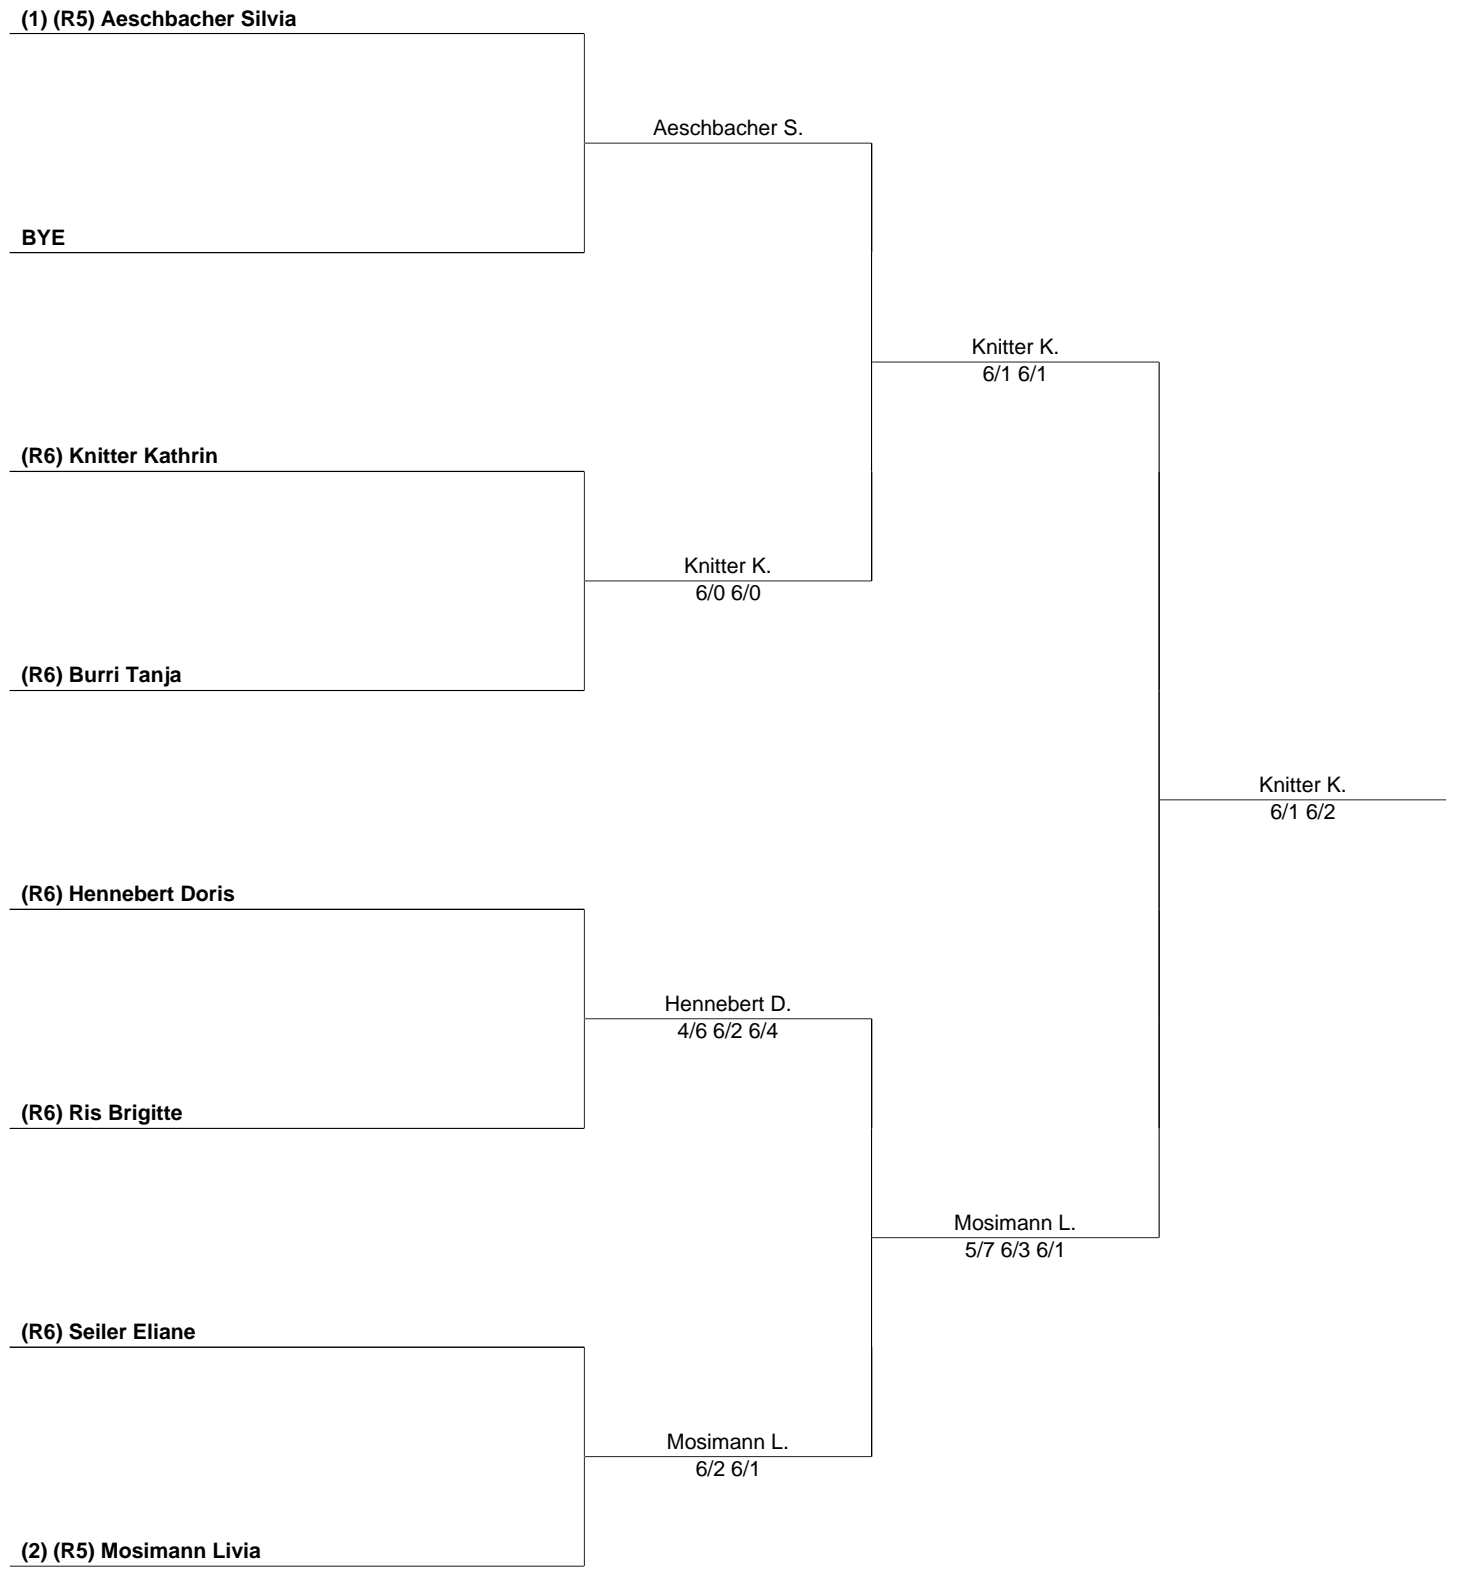 (1) (R5) Aeschbacher Silvia
Aeschbacher S.
BYE
Knitter K.
6/1 6/1
(R6) Knitter Kathrin
Knitter K.
6/0 6/0
(R6) Burri Tanja
Knitter K.
6/1 6/2
(R6) Hennebert Doris
Hennebert D.
4/6 6/2 6/4
(R6) Ris Brigitte
Mosimann L.
5/7 6/3 6/1
(R6) Seiler Eliane
Mosimann L.
6/2 6/1
(2) (R5) Mosimann Livia